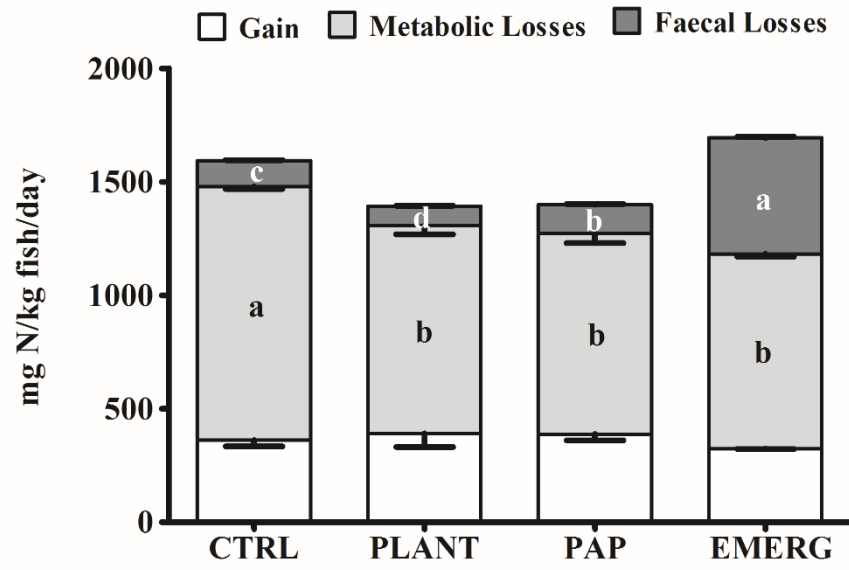 Gain Metabolic Losses Faecal Losses
mg N/kg fish/day
2000
1500
1000
500
0
c
a
d
b
b
b
a
b
CTRL PLANT PAP EMERG